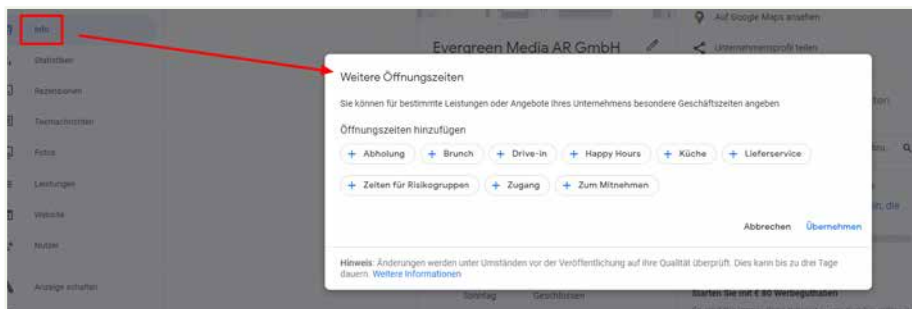 Info
Statistiken
Rezensionen
Textnachrichten
Fotos
Leistungen
Website
Nutzer
Anzeige schalten
Evergreen Media AR GmbH
Auf Google Maps ansehen
Unternehmensprofil teilen
Weitere Öffnungszeiten
Sie können für bestimmte Leistungen oder Angebote Ihres Unternehmens besondere Geschäftszeiten angeben
Öffnungszeiten hinzufügen
+ Abholung + Brunch + Drive-in + Happy Hours + Küche + Lieferservice
+ Zeiten für Risikogruppen + Zugang + Zum Mitnehmen
Abbrechen Übernehmen
Hinweis: Änderungen werden unter Umständen vor der Veröffentlichung auf ihre Qualität überprüft. Dies kann bis zu drei Tage
dauern. Weitere Informationen
in, die
Sonntag Geschlossen
Starten Sie mit € 80 Werbeguthaben